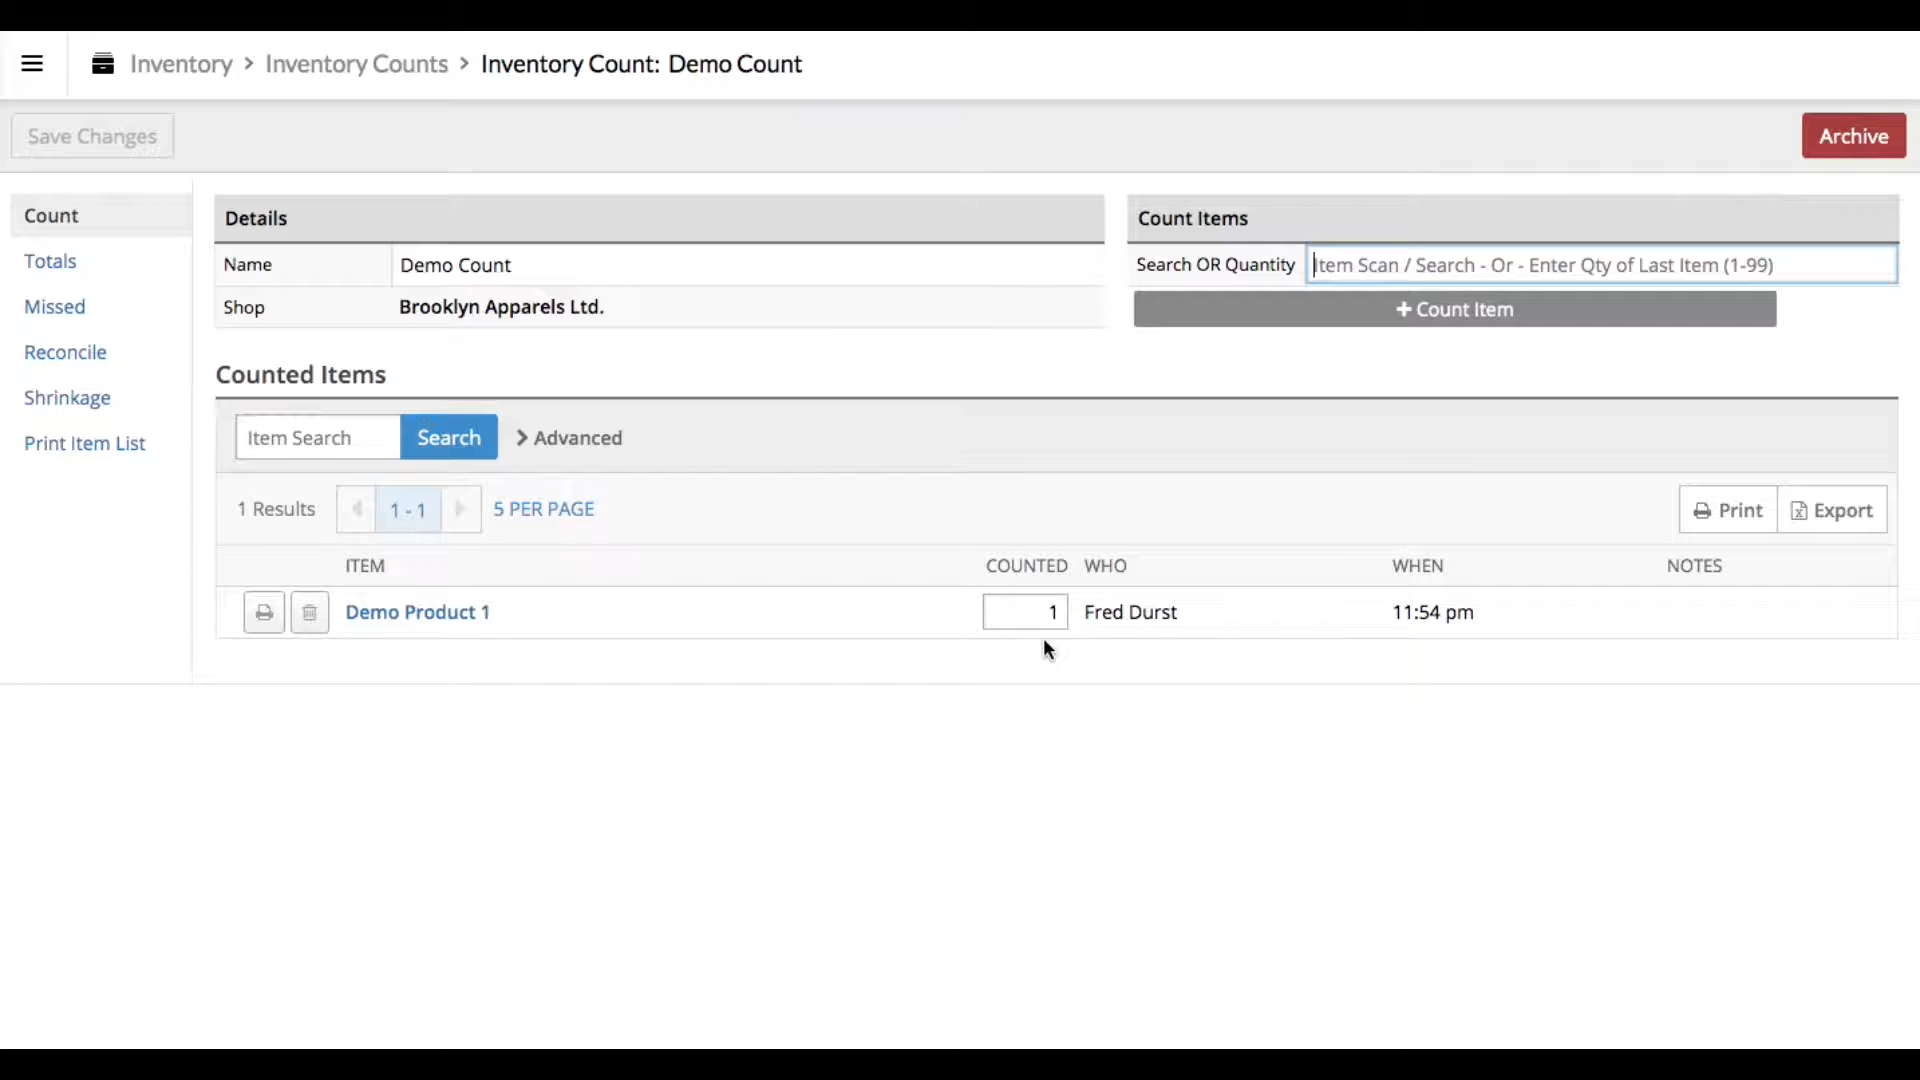 Inventory > Inventory Counts > Inventory Count: Demo Count
Save Changes
Archive
Count
Totals
Missed
Reconcile
Shrinkage
Print Item List
Details
Name Demo Count
Shop Brooklyn Apparels Ltd.
Count Items
Search OR Quantity Item Scan / Search - Or - Enter Qty of Last Item (1-99)
+ Count Item
Counted Items
Item Search Search > Advanced
1 Results 1 - 1 5 PER PAGE Print Export
ITEM COUNTED WHO WHEN NOTES
Demo Product 1 1 Fred Durst 11:54 pm